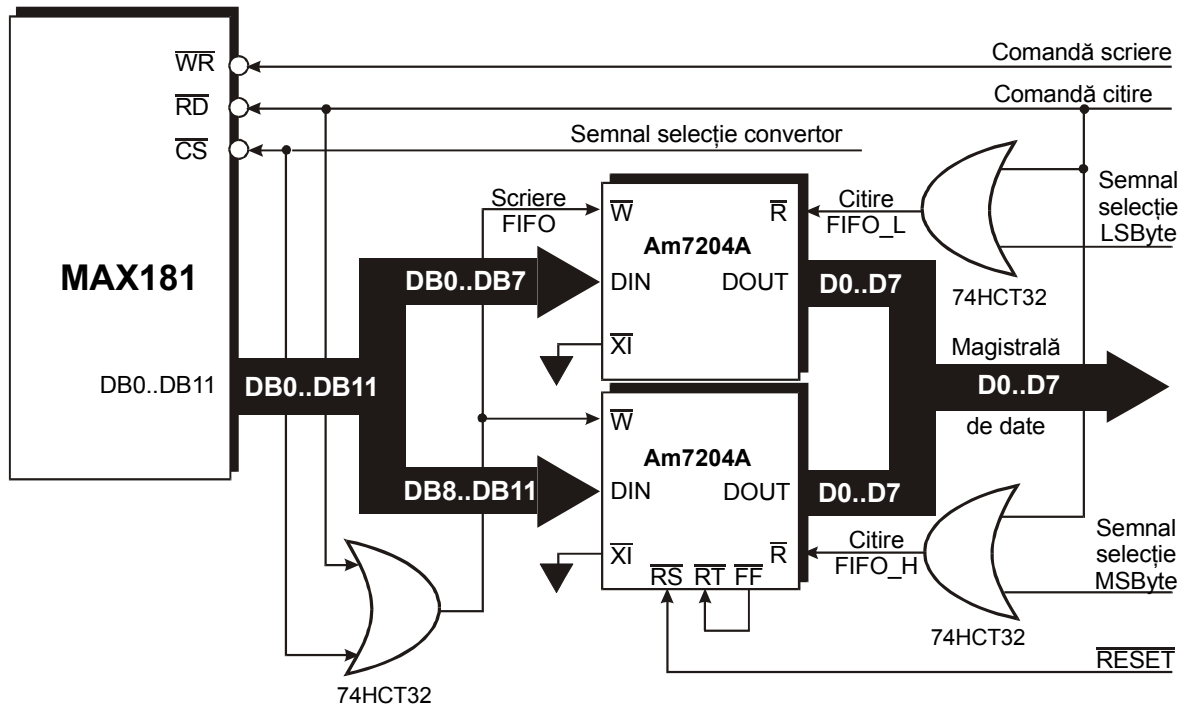 WR
Comandă scriere
RD
Comandă citire
CS
Semnal selecție convertor
Semnal
selecție
LSByte
Scriere
FIFO
W
R
Citire
FIFO_L
Am7204A
MAX181
DB0..DB7
DIN
DOUT
D0..D7
74HCT32
XI
Magistrală
DB0..DB11
DB0..DB11
D0..D7
de date
W
Am7204A
DB8..DB11
DIN
DOUT
D0..D7
Semnal
selecție
MSByte
Citire
FIFO_H
XI
R
RS
RT
FF
74HCT32
RESET
74HCT32